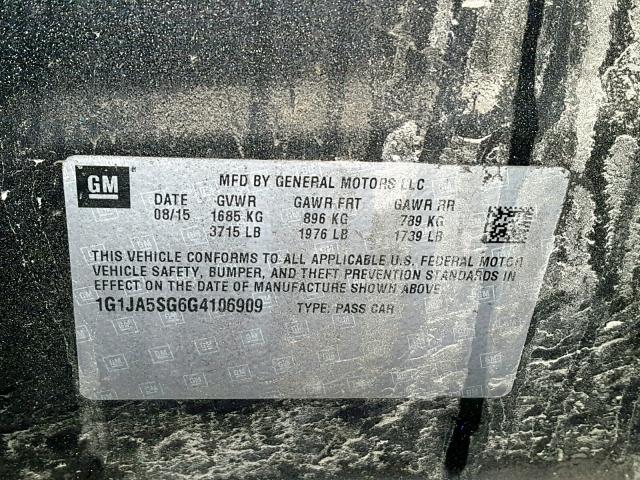 GM
MFD BY GENERAL MOTORS LLC
DATE GVWR GAWR FRT GAWR RR
08/15 1685 KG 896 KG 789 KG
3715 LB 1976 LB 1739 LB
THIS VEHICLE CONFORMS TO ALL APPLICABLE U.S. FEDERAL MOTOR
VEHICLE SAFETY, BUMPER, AND THEFT PREVENTION STANDARDS IN
EFFECT ON THE DATE OF MANUFACTURE SHOWN ABOVE
1G1JA5SG6G4106909 TYPE: PASS CAR